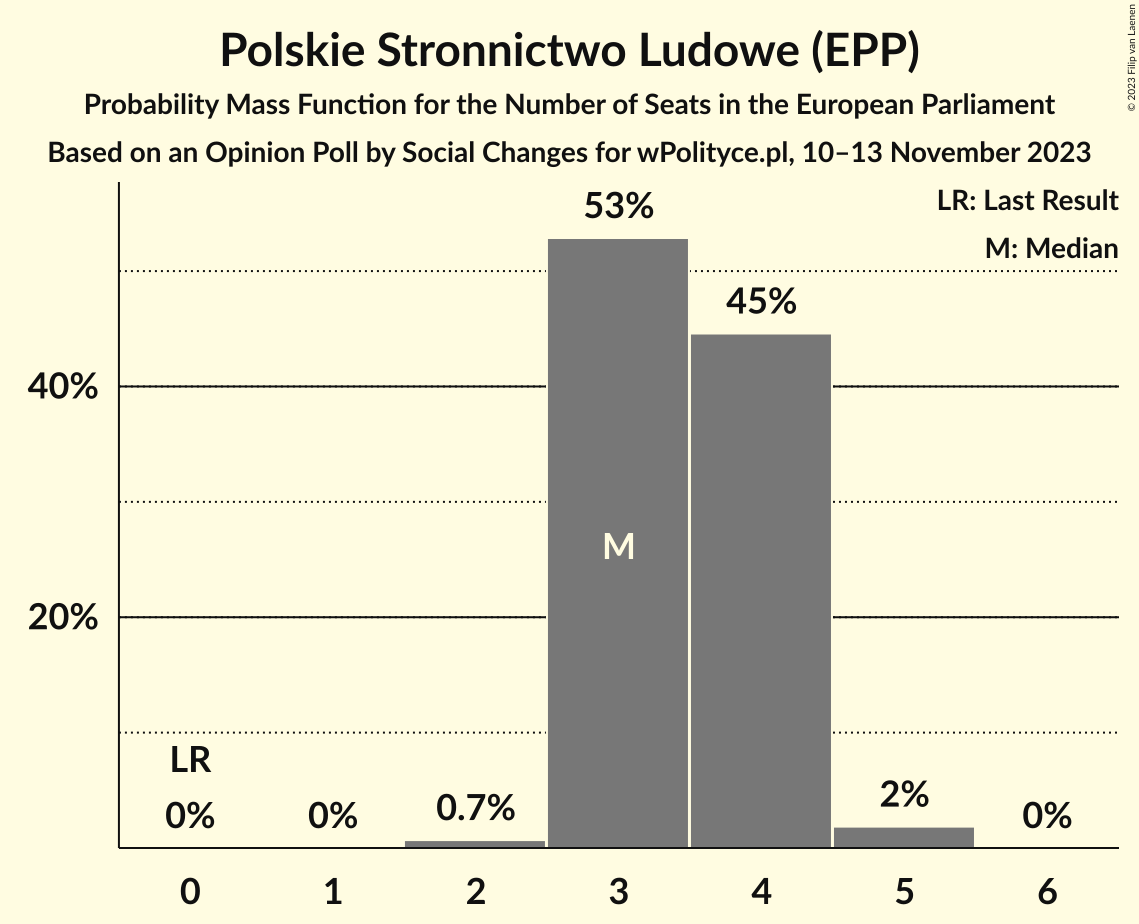 Polskie Stronnictwo Ludowe (EPP)
Probability Mass Function for the Number of Seats in the European Parliament
Based on an Opinion Poll by Social Changes for wPolityce.pl, 10–13 November 2023
© 2023 Filip van Laenen
LR: Last Result
M: Median
53%
45%
40%
M
20%
LR
0%
0%
0.7%
2%
0%
0
1
2
3
4
5
6